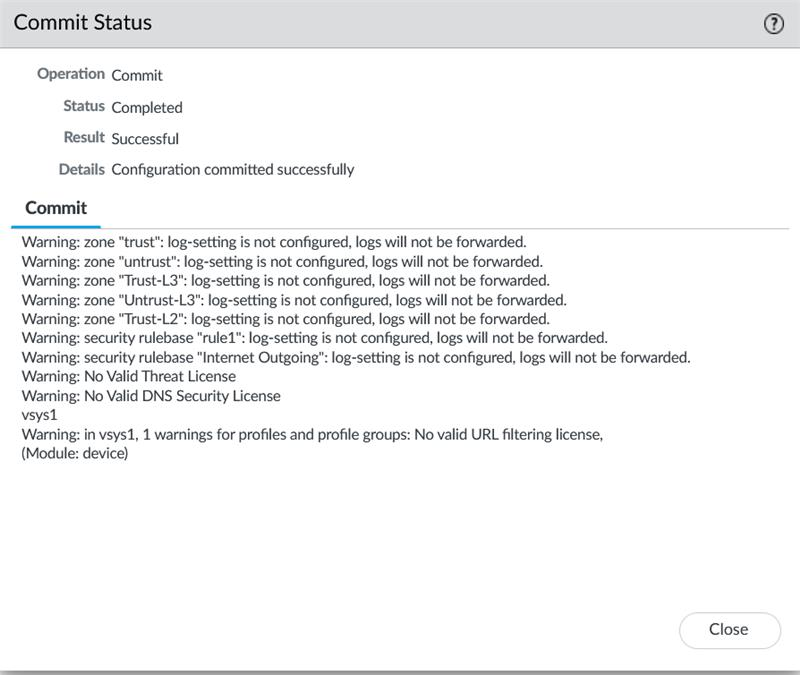 Commit Status
?
Operation Commit
Status Completed
Result Successful
Details Configuration committed successfully
Commit
Warning: zone "trust": log-setting is not configured, logs will not be forwarded.
Warning: zone "untrust": log-setting is not configured, logs will not be forwarded.
Warning: zone "Trust-L3": log-setting is not configured, logs will not be forwarded.
Warning: zone "Untrust-L3": log-setting is not configured, logs will not be forwarded.
Warning: zone "Trust-L2": log-setting is not configured, logs will not be forwarded.
Warning: security rulebase "rule1": log-setting is not configured, logs will not be forwarded.
Warning: security rulebase "Internet Outgoing": log-setting is not configured, logs will not be forwarded.
Warning: No Valid Threat License
Warning: No Valid DNS Security License
vsys1
Warning: in vsys1, 1 warnings for profiles and profile groups: No valid URL filtering license,
(Module: device)
Close